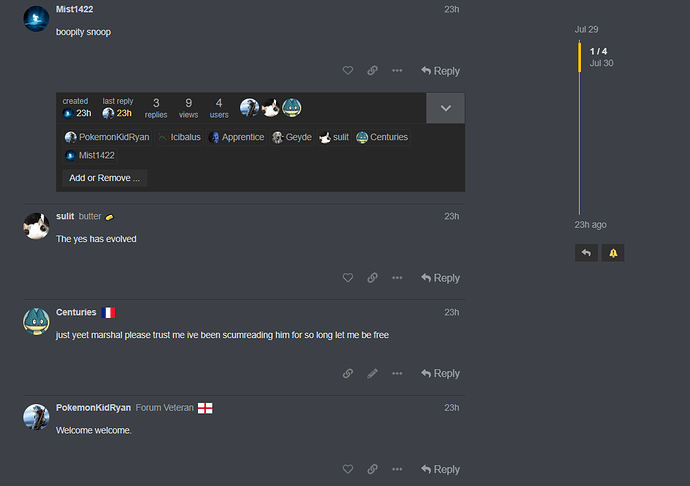 Mist1422 23h
boopity snoop
Reply
created last reply 3 9 4
23h 23h replies views users
PokemonKidRyan Icibalus Apprentice Geyde sulit Centuries
Mist1422
Add or Remove ...
sulit butter 23h
The yes has evolved
Reply
Centuries 23h
just yeet marshal please trust me ive been scumreading him for so long let me be free
Reply
PokemonKidRyan Forum Veteran 23h
Welcome welcome.
Reply
Jul 29
1 / 4
Jul 30
23h ago